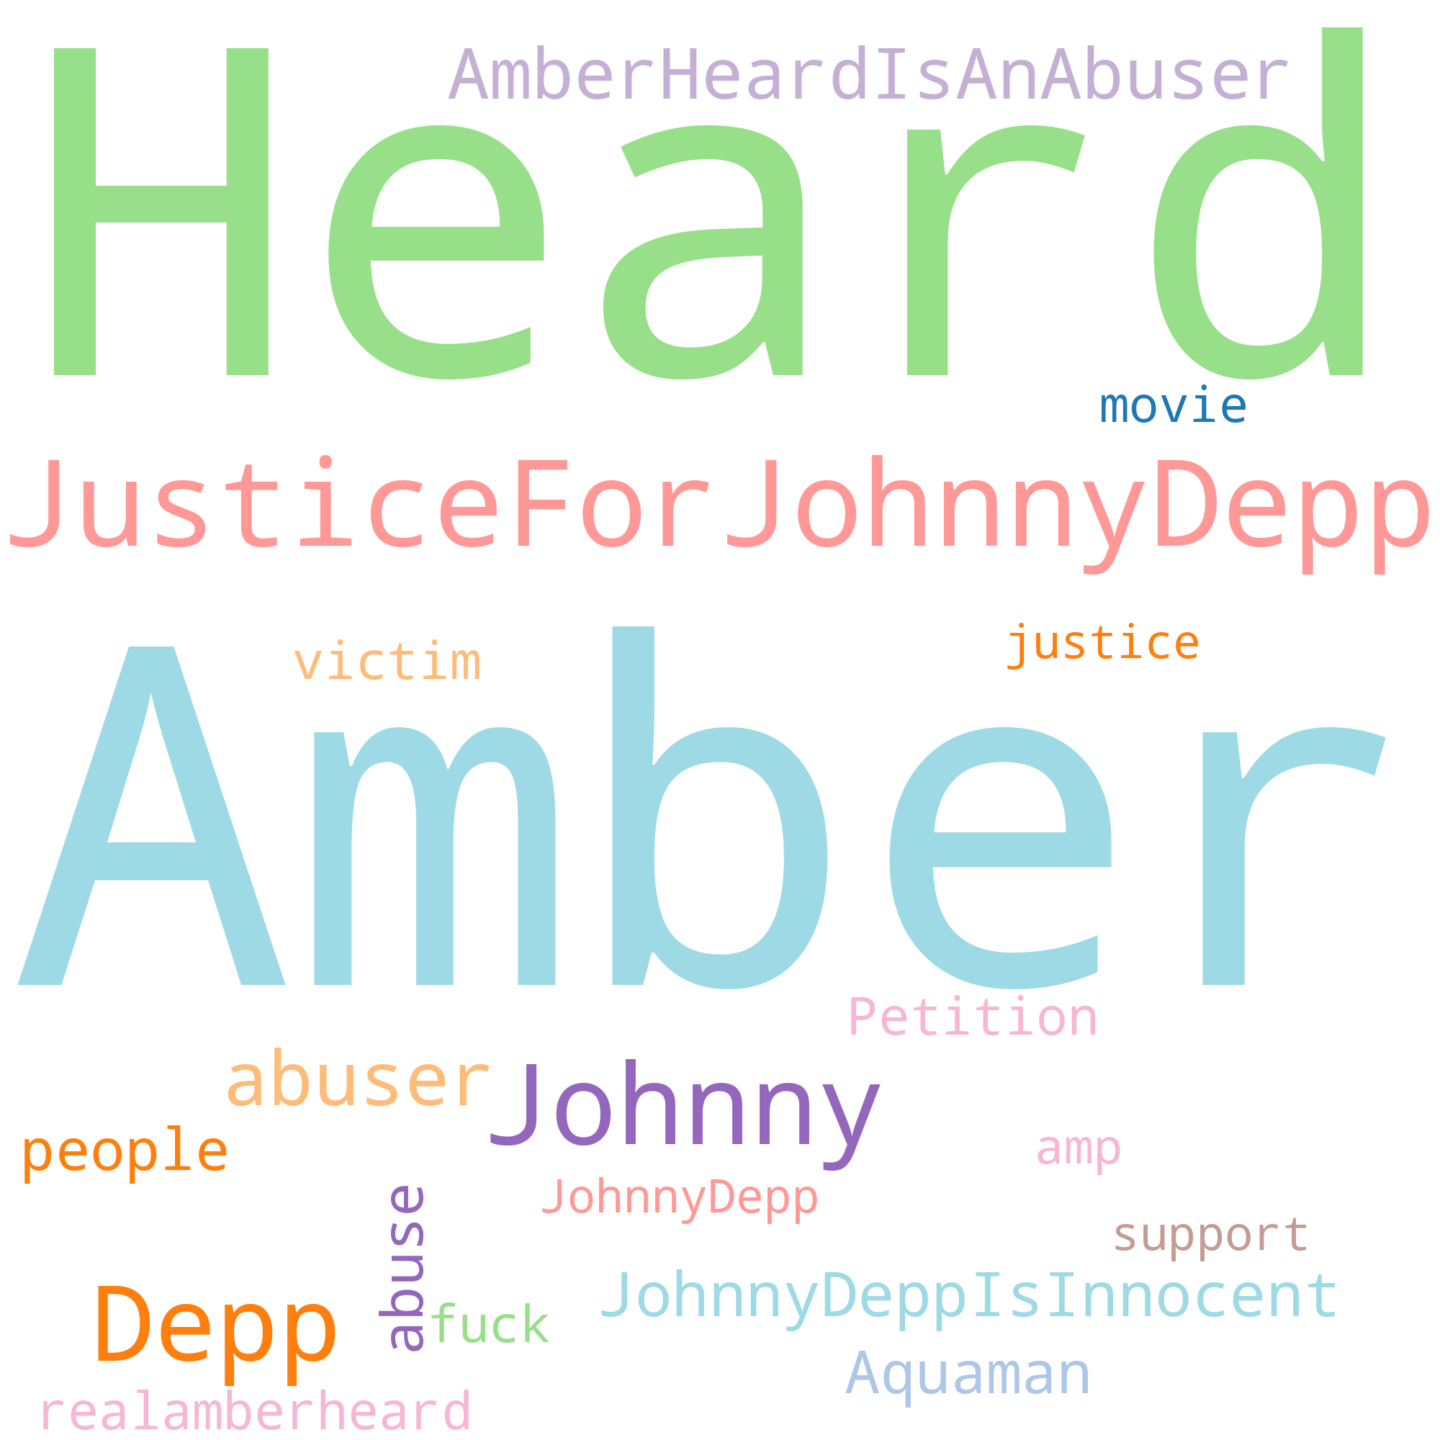 AmberHeardIsAnAbuser
Heard
movie
JusticeForJohnnyDepp
victim
justice
Amber
Petition
abuser
Johnny
people
amp
abuse
JohnnyDepp
support
Depp
fuck
JohnnyDeppIsInnocent
Aquaman
realamberheard